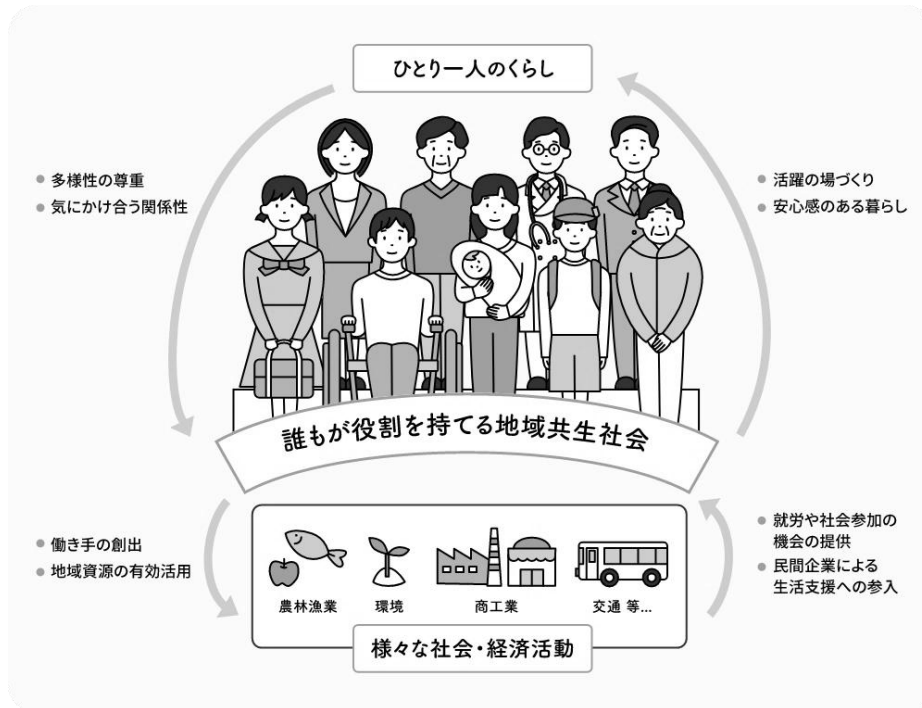 ひとり一人のくらし
多様性の尊重
気にかけ合う関係性
活躍の場づくり
安心感のある暮らし
誰もが役割を持てる地域共生社会
働き手の創出
地域資源の有効活用
就労や社会参加の
機会の提供
民間企業による
生活支援への参入
農林漁業
環境
商工業
交通 等...
様々な社会・経済活動